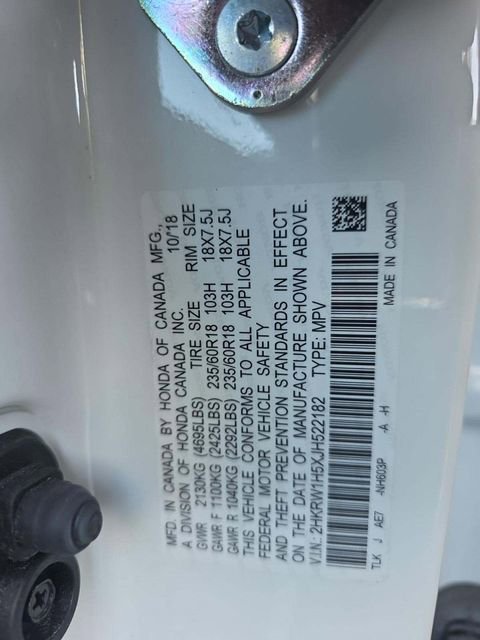 MFD. IN CANADA BY HONDA OF CANADA MFG.,
A DIVISION OF HONDA CANADA INC. 10/'18
GVWR 2130KG (4695LBS) TIRE SIZE RIM SIZE
GAWR F 1100KG (2425LBS) 235/60R18 103H 18X7.5J
GAWR R 1040KG (2292LBS) 235/60R18 103H 18X7.5J
THIS VEHICLE CONFORMS TO ALL APPLICABLE
FEDERAL MOTOR VEHICLE SAFETY
AND THEFT PREVENTION STANDARDS IN EFFECT
ON THE DATE OF MANUFACTURE SHOWN ABOVE.
V.I.N.: 2HKRW1H5XJH522182 TYPE: MPV
TLK J AE7 -NH603P -A -H MADE IN CANADA